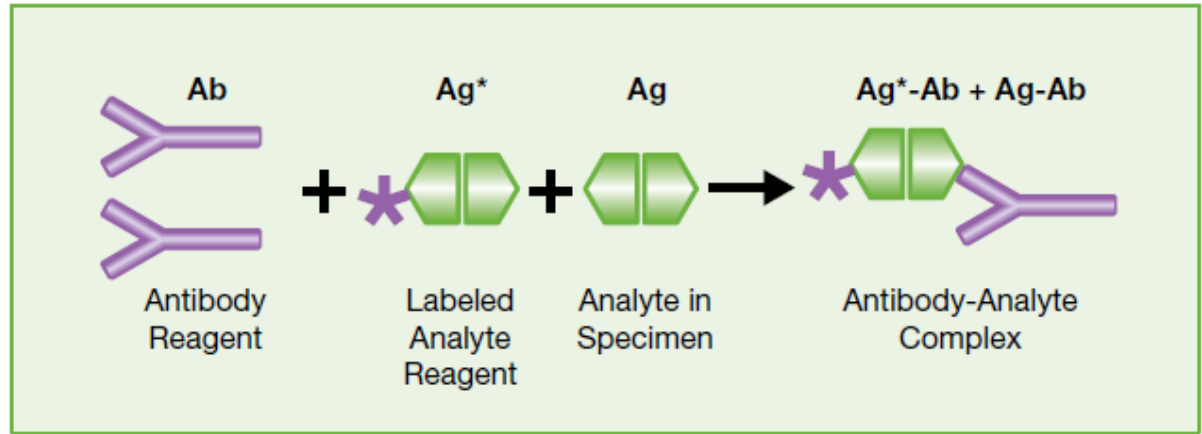 Ab
Ag*
Ag
Ag*-Ab + Ag-Ab
+
+
Antibody
Reagent
Labeled
Analyte
Reagent
Analyte in
Specimen
Antibody-Analyte
Complex